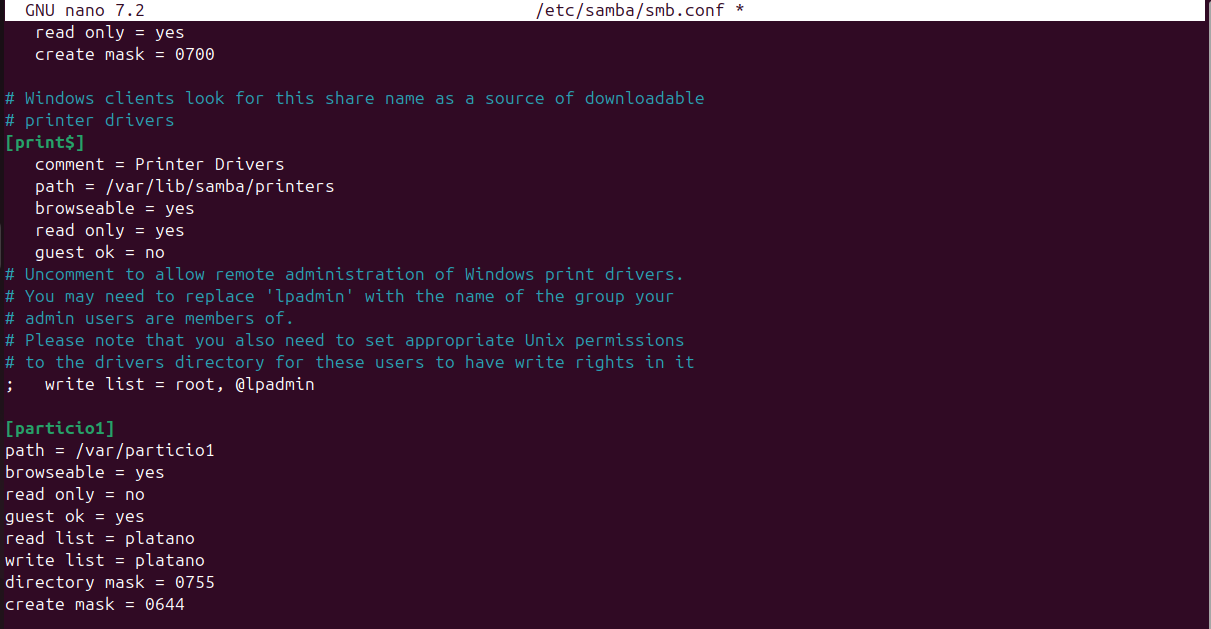 GNU nano 7.2 /etc/samba/smb.conf *
read only = yes
create mask = 0700
# Windows clients look for this share name as a source of downloadable
# printer drivers
[print$]
comment = Printer Drivers
path = /var/lib/samba/printers
browseable = yes
read only = yes
guest ok = no
# Uncomment to allow remote administration of Windows print drivers.
# You may need to replace 'lpadmin' with the name of the group your
# admin users are members of.
# Please note that you also need to set appropriate Unix permissions
# to the drivers directory for these users to have write rights in it
;   write list = root, @lpadmin
[particio1]
path = /var/particio1
browseable = yes
read only = no
guest ok = yes
read list = platano
write list = platano
directory mask = 0755
create mask = 0644